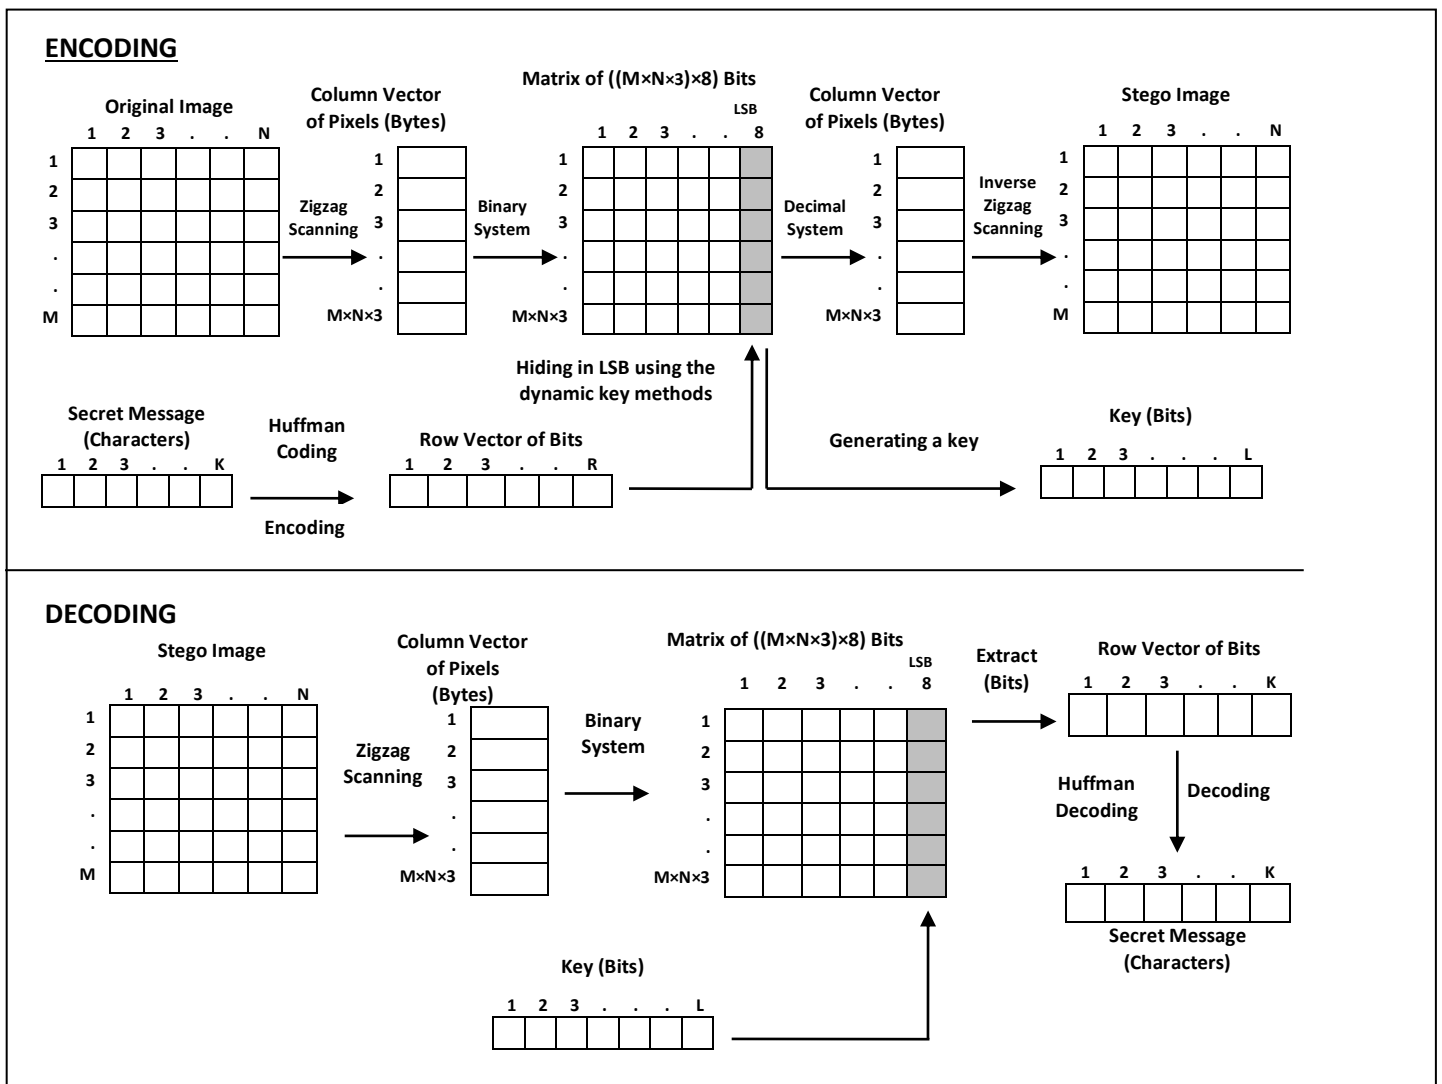 ENCODING
Original Image
1 2 3 . . N
1
2
3
.
.
M
Zigzag
Scanning
Column Vector
of Pixels (Bytes)
1
2
3
.
.
M×N×3
Binary
System
Matrix of ((M×N×3)×8) Bits
LSB
1 2 3 . . 8
1
2
3
.
.
M×N×3
Decimal
System
Column Vector
of Pixels (Bytes)
1
2
3
.
.
M×N×3
Inverse
Zigzag
Scanning
Stego Image
1 2 3 . . N
1
2
3
.
.
M
Hiding in LSB using the
dynamic key methods
Secret Message
(Characters)
1 2 3 . . K
Huffman
Coding
Encoding
Row Vector of Bits
1 2 3 . . R
Generating a key
Key (Bits)
1 2 3 . . . L
DECODING
Stego Image
1 2 3 . . N
1
2
3
.
.
M
Zigzag
Scanning
Column Vector
of Pixels
(Bytes)
1
2
3
.
.
M×N×3
Binary
System
Matrix of ((M×N×3)×8) Bits
LSB
1 2 3 . . 8
1
2
3
.
.
M×N×3
Extract
(Bits)
Row Vector of Bits
1 2 3 . . K
Huffman
Decoding
Decoding
1 2 3 . . K
Secret Message
(Characters)
Key (Bits)
1 2 3 . . . L